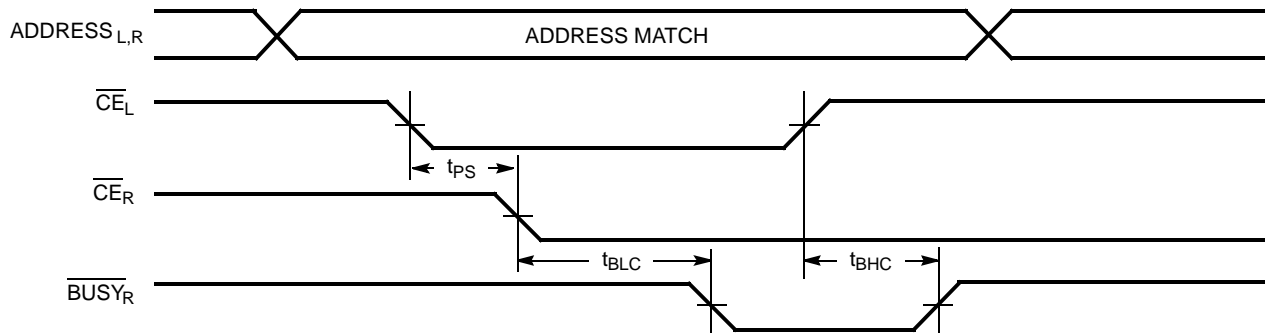 ADDRESS L,R ADDRESS MATCH
CE L
t PS
CE R
t BLC t BHC
BUSY R